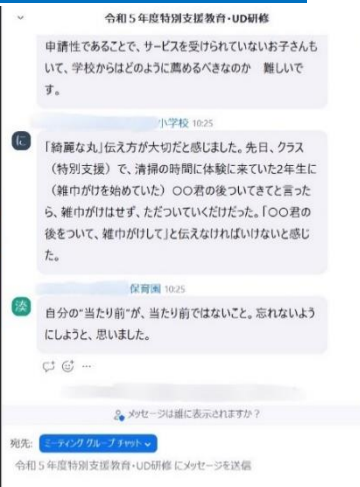 令和5年度特別支援教育・UD研修
申請性であることで、サービスを受けられていないお子さんも
いて、学校からはどのように薦めるべきなのか 難しいで
す。
小学校 10:25
に
「綺麗な丸」伝え方が大切だと感じました。先日、クラス
(特別支援)で、清掃の時間に体験に来ていた2年生に
(雑巾がけを始めていた)〇〇君の後ついてきてと言った
ら、雑巾がけはせず、ただついていくだけだった。「〇〇君の
後をついて、雑巾がけして」と伝えなければいけないと感じ
た。
保育園 10:25
湊
自分の“当たり前”が、当たり前ではないこと。忘れないよう
にしようと、思いました。
メッセージは誰に表示されますか?
宛先: ミーティング グループ チャット
令和5年度特別支援教育・UD研修 にメッセージを送信